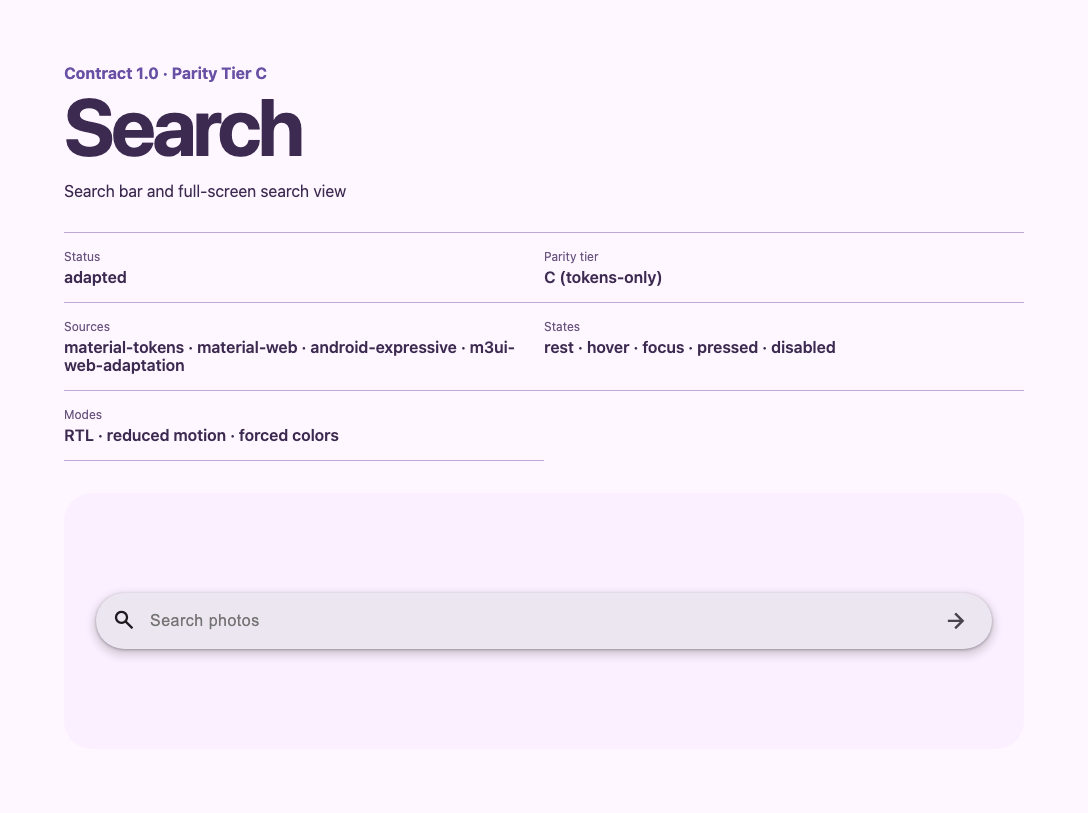 Contract 1.0 · Parity Tier C
Search
Search bar and full-screen search view
Status
adapted
Parity tier
C (tokens-only)
Sources
material-tokens · material-web · android-expressive · m3ui-
web-adaptation
States
rest · hover · focus · pressed · disabled
Modes
RTL · reduced motion · forced colors
Search photos